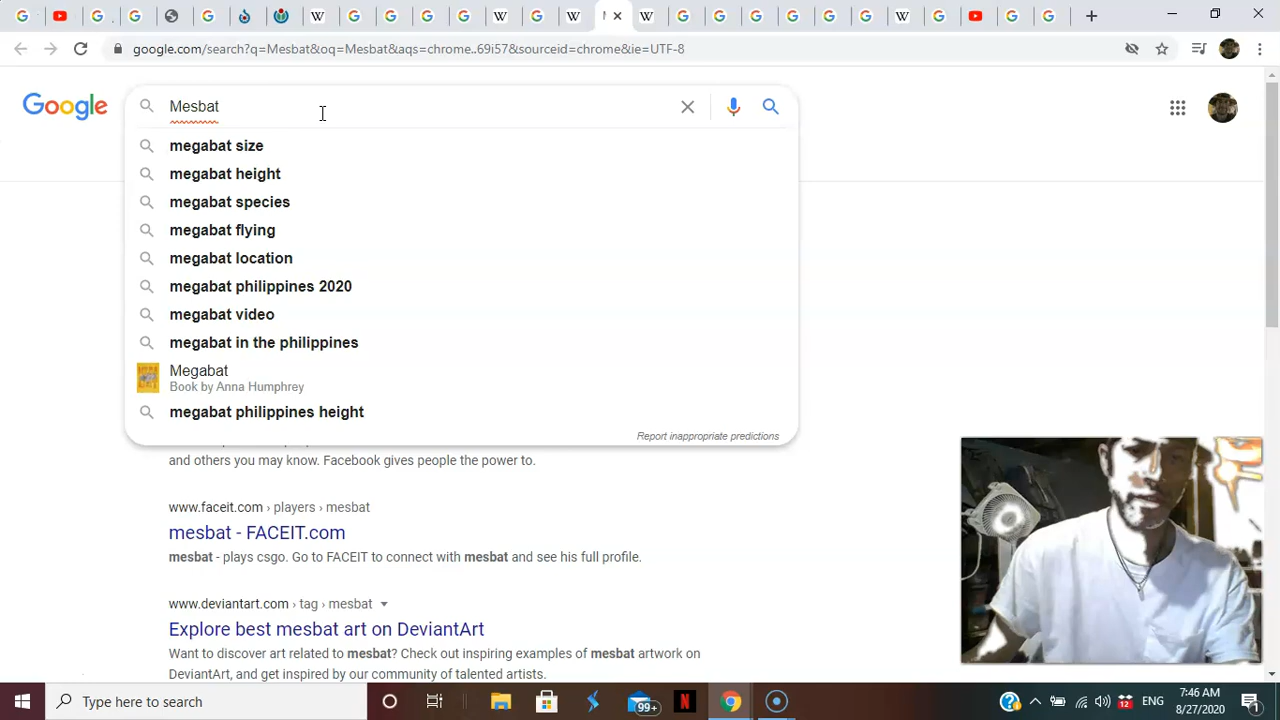 google.com/search?q=Mesbat&oq=Mesbat&aqs=chrome..69i57&sourceid=chrome&ie=UTF-8
Google
Mesbat
megabat size
megabat height
megabat species
megabat flying
megabat location
megabat philippines 2020
megabat video
megabat in the philippines
Megabat
Book by Anna Humphrey
megabat philippines height
Report inappropriate predictions
and others you may know. Facebook gives people the power to.
www.faceit.com › players › mesbat
mesbat - FACEIT.com
mesbat - plays csgo. Go to FACEIT to connect with mesbat and see his full profile.
www.deviantart.com › tag › mesbat
Explore best mesbat art on DeviantArt
Want to discover art related to mesbat? Check out inspiring examples of mesbat artwork on
DeviantArt, and get inspired by our community of talented artists.
Type here to search
99+
N
12
ENG
7:46 AM
8/27/2020
1